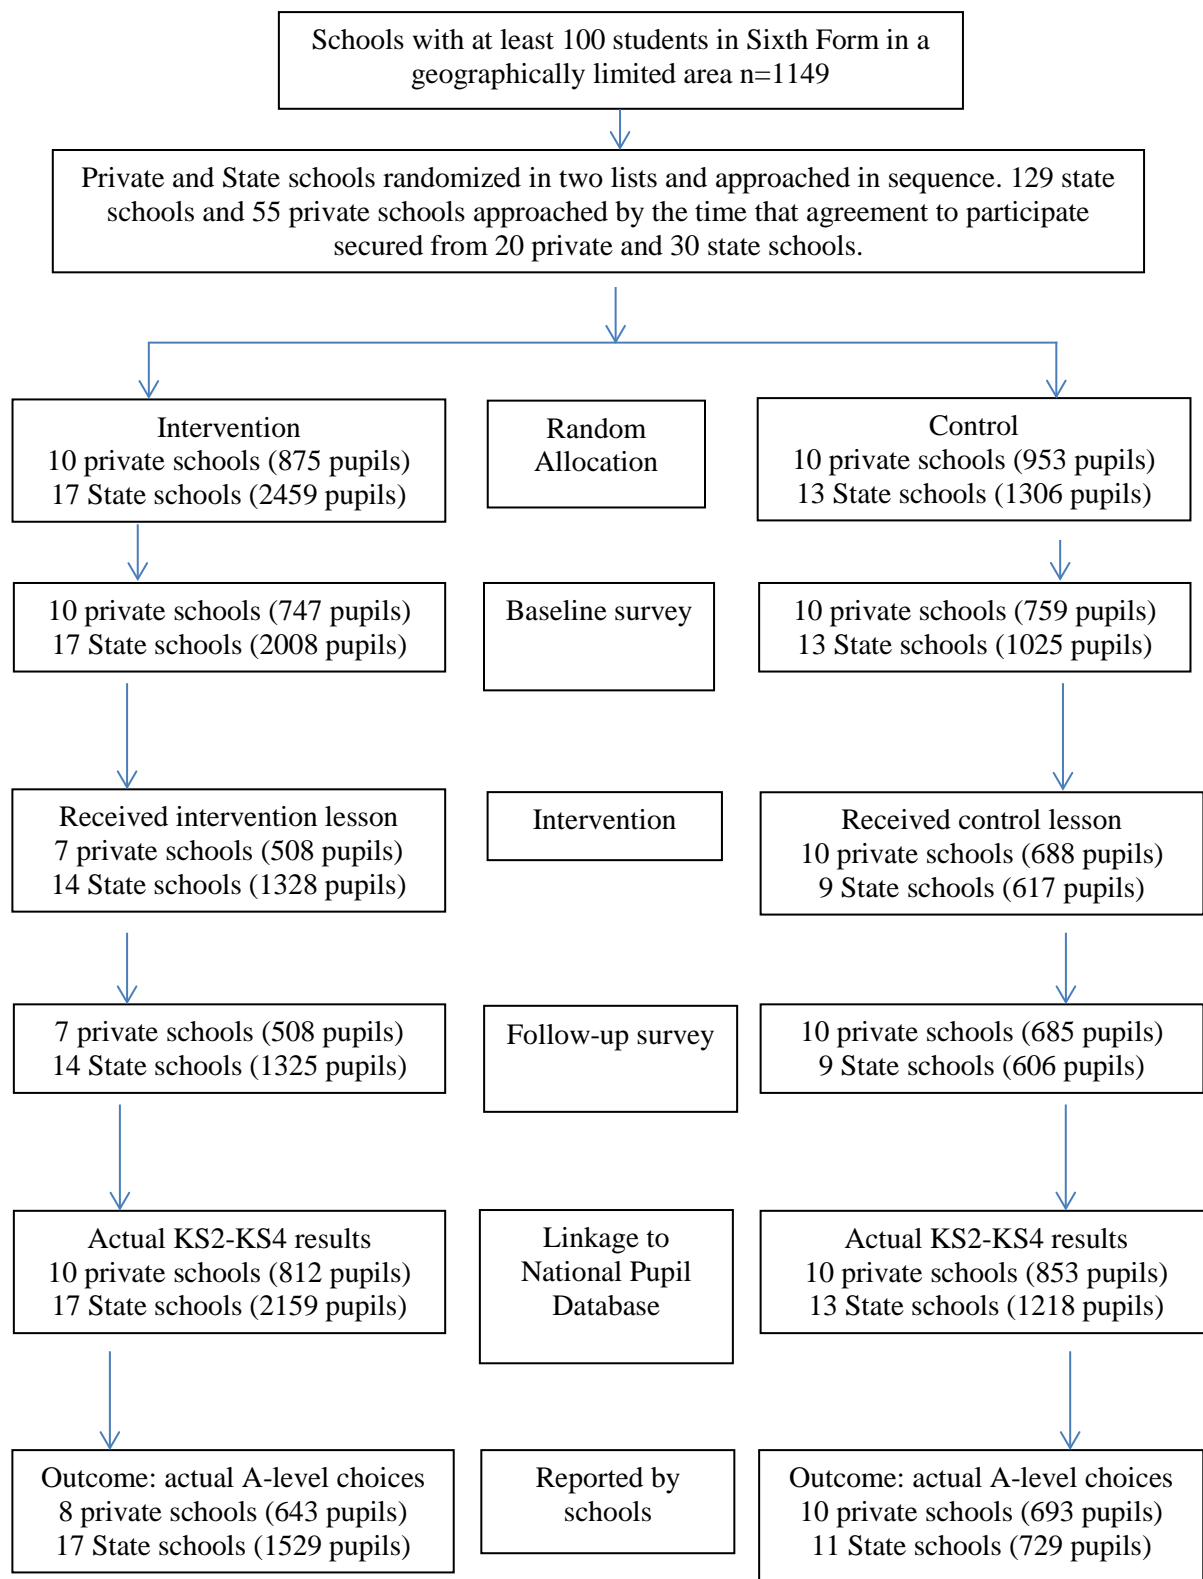 Schools with at least 100 students in Sixth Form in a
geographically limited area n=1149
Private and State schools randomized in two lists and approached in sequence. 129 state
schools and 55 private schools approached by the time that agreement to participate
secured from 20 private and 30 state schools.
Intervention
10 private schools (875 pupils)
17 State schools (2459 pupils)
Random
Allocation
Control
10 private schools (953 pupils)
13 State schools (1306 pupils)
10 private schools (747 pupils)
17 State schools (2008 pupils)
Baseline survey
10 private schools (759 pupils)
13 State schools (1025 pupils)
Received intervention lesson
7 private schools (508 pupils)
14 State schools (1328 pupils)
Intervention
Received control lesson
10 private schools (688 pupils)
9 State schools (617 pupils)
7 private schools (508 pupils)
14 State schools (1325 pupils)
Follow-up survey
10 private schools (685 pupils)
9 State schools (606 pupils)
Actual KS2-KS4 results
10 private schools (812 pupils)
17 State schools (2159 pupils)
Linkage to
National Pupil
Database
Actual KS2-KS4 results
10 private schools (853 pupils)
13 State schools (1218 pupils)
Outcome: actual A-level choices
8 private schools (643 pupils)
17 State schools (1529 pupils)
Reported by
schools
Outcome: actual A-level choices
10 private schools (693 pupils)
11 State schools (729 pupils)